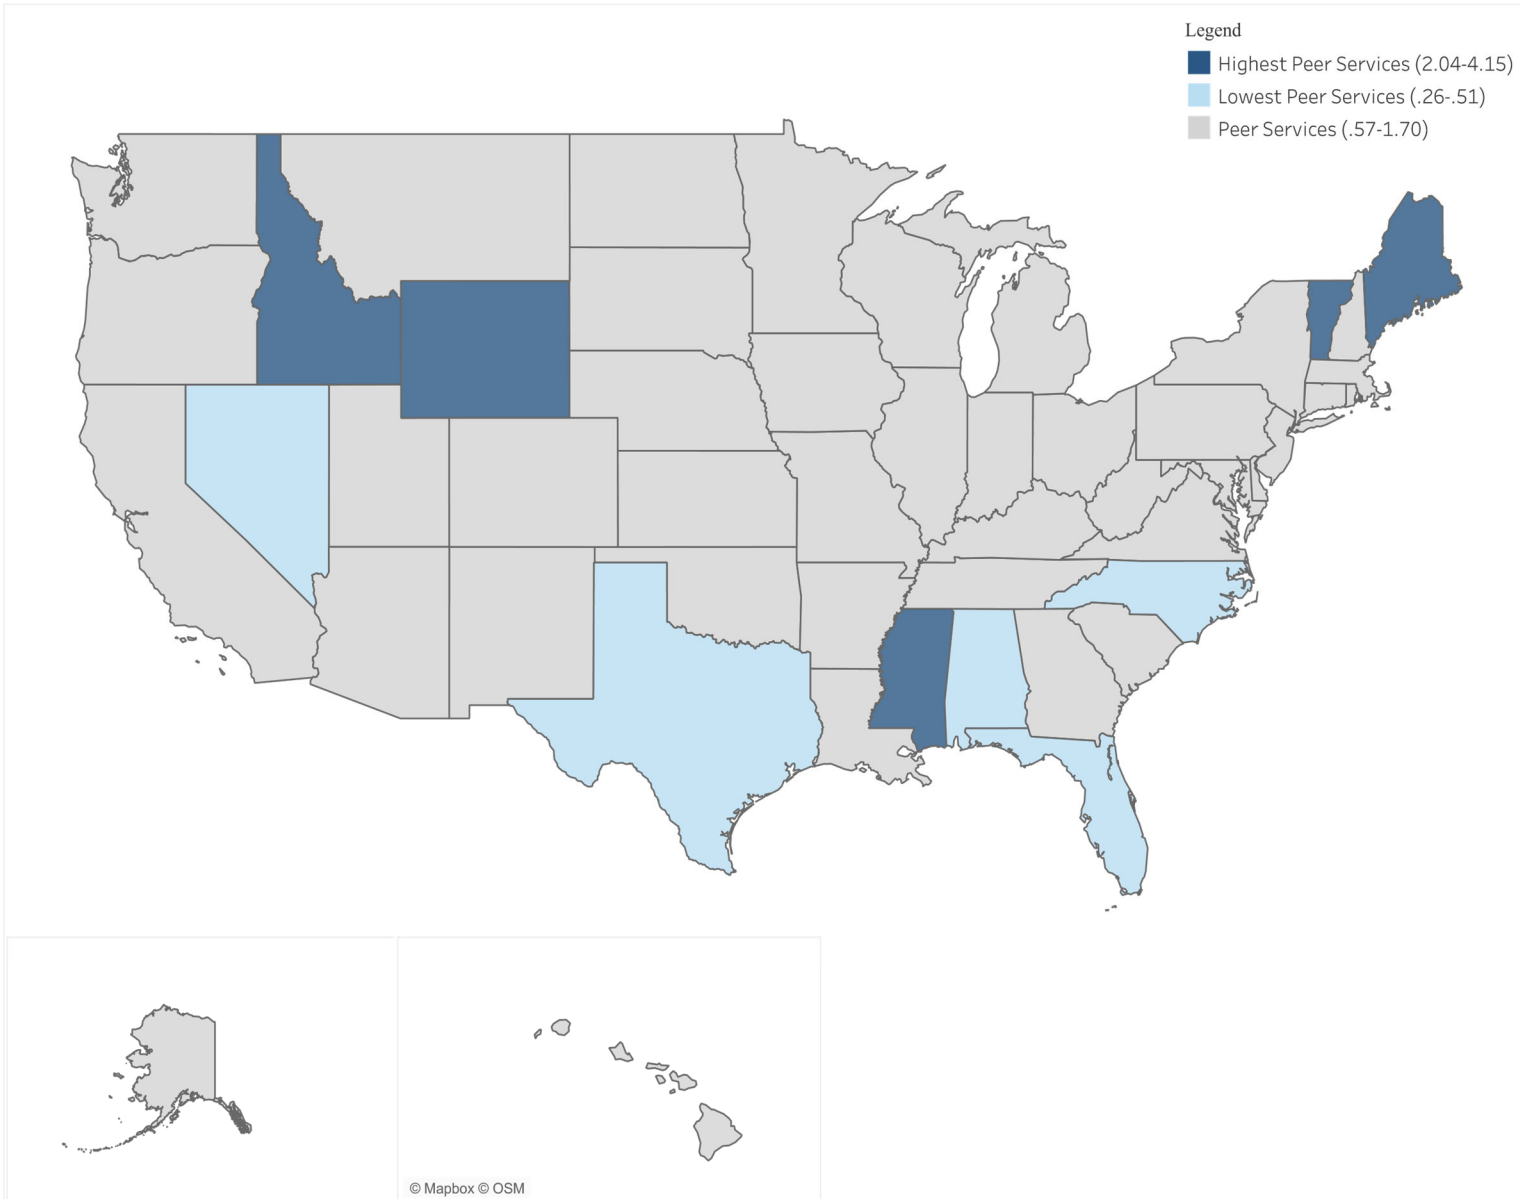 Legend
Highest Peer Services (2.04-4.15)
Lowest Peer Services (.26-.51)
Peer Services (.57-1.70)
© Mapbox © OSM